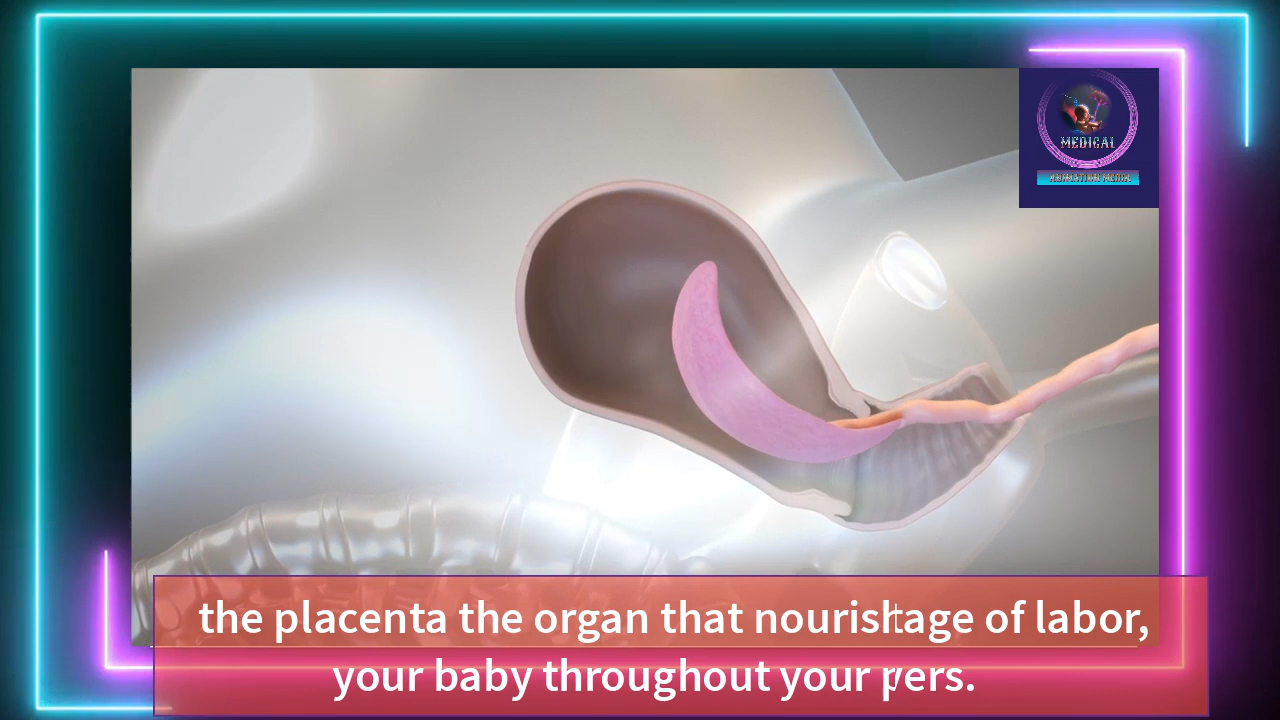 MEDICAL
the placenta the organ that nourishtage of labor,
your baby throughout your pers.